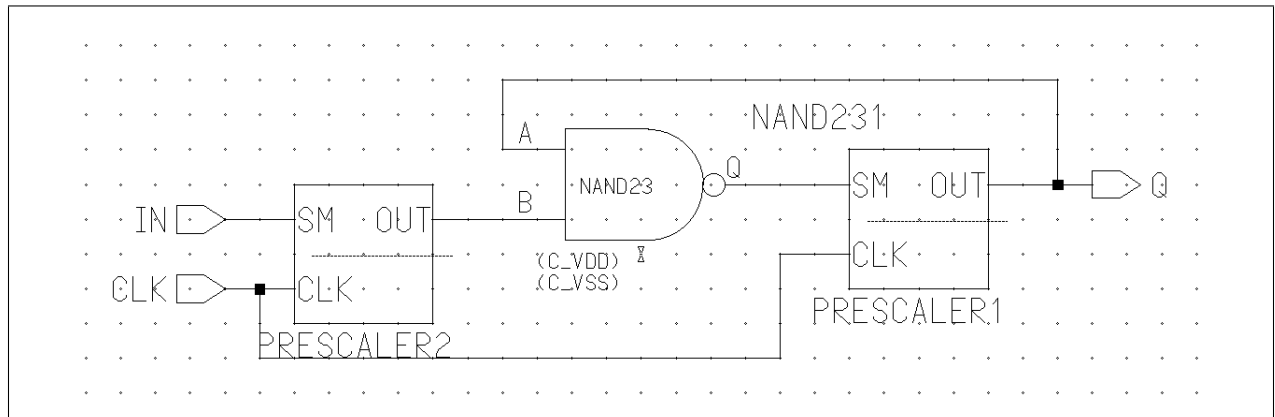 NAND231
A
NAND23
Q
SM OUT
Q
B
IN
SM OUT
(C_VDD)
(C_VSS)
CLK
CLK
CLK
PRESCALER1
PRESCALER2